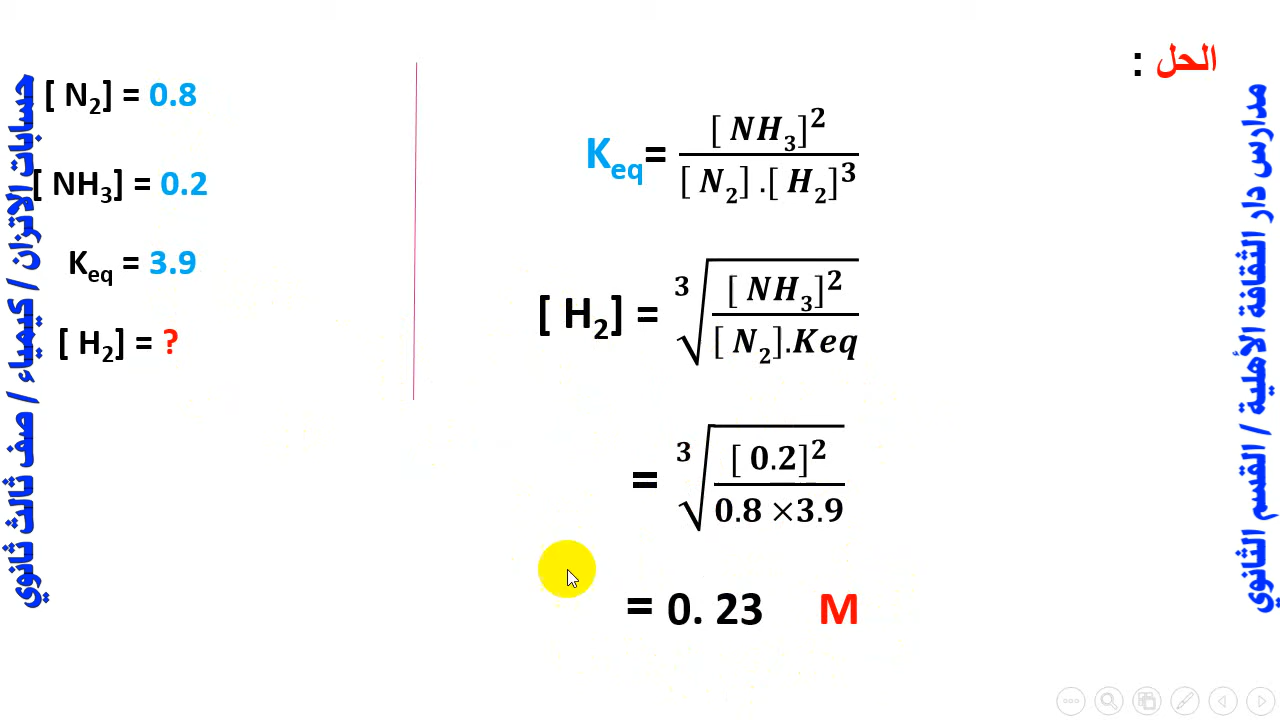 الحل :
[ N₂] = 0.8
[ NH₃] = 0.2
Keq = 3.9
[ H₂] = ?
Keq= [ NH₃]² / [ N₂] .[ H₂]³
[ H₂] = ³√([ NH₃]² / [ N₂].Keq)
= ³√([ 0.2]² / 0.8 ×3.9)
= 0. 23 M
حسابات الاتزان / كيمياء / صف ثالث ثانوي
مدارس دار الثقافة الأهلية / القسم الثانوي